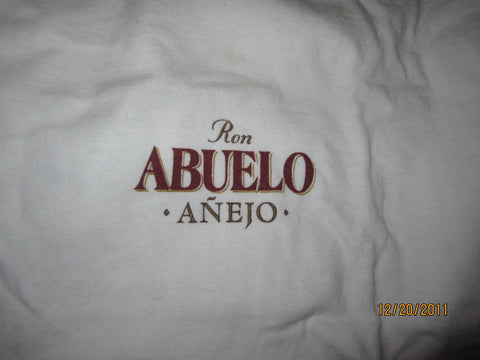 Ron
ABUELO
· AÑEJO ·
12/20/2011